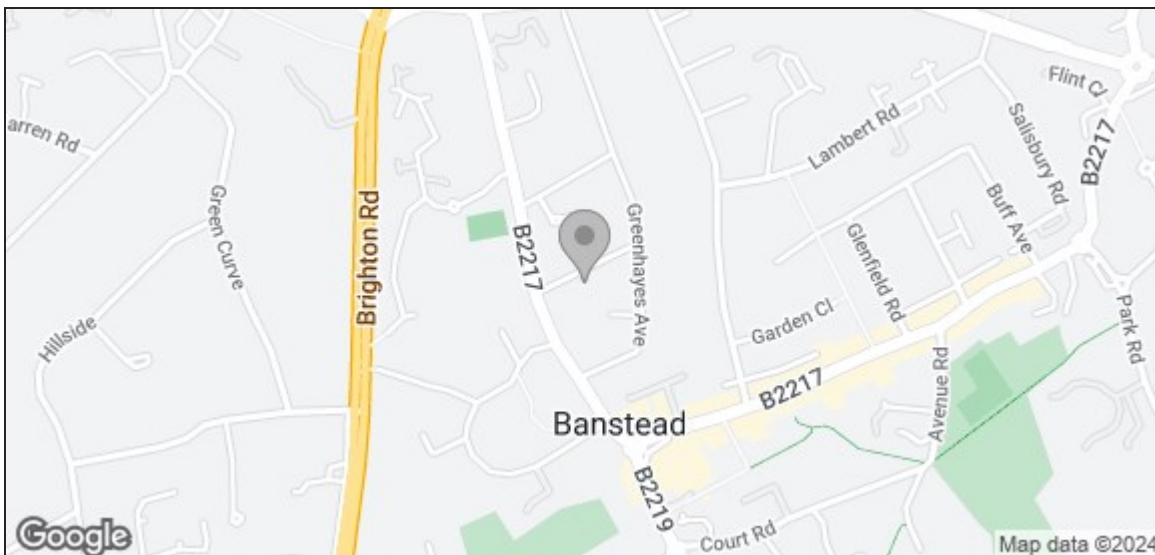 Flint Cl
arren Rd
Lambert Rd
Salisbury Rd
B2217
Green Curve
Brighton Rd
B2217
Greenhayes Ave
Buff Ave
Glenfield Rd
Hillside
Garden Cl
Park Rd
B2217
Avenue Rd
Banstead
B2219
Court Rd
Google
Map data ©2024